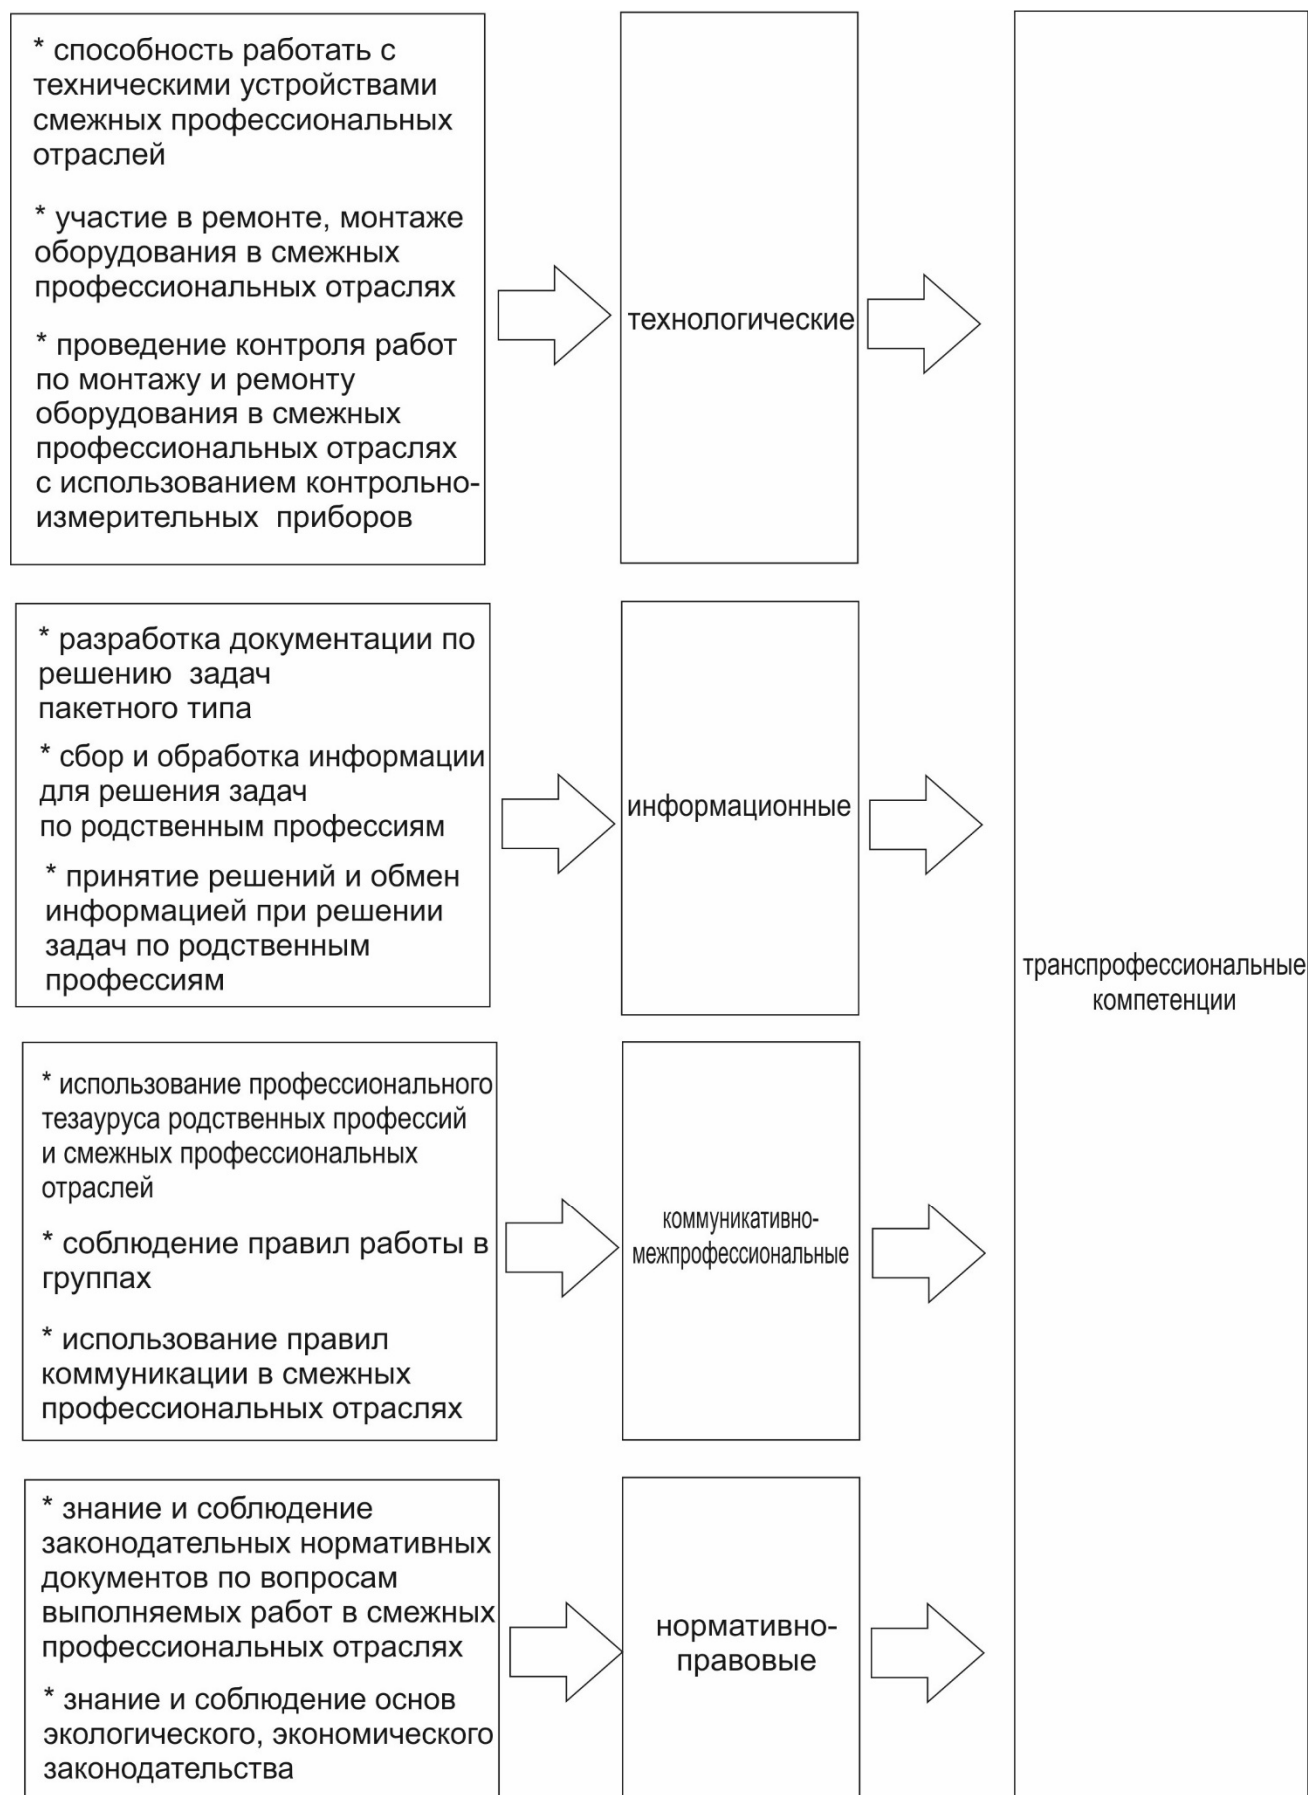 * способность работать с
техническими устройствами
смежных профессиональных
отраслей
* участие в ремонте, монтаже
оборудования в смежных
профессиональных отраслях
* проведение контроля работ
по монтажу и ремонту
оборудования в смежных
профессиональных отраслях
с использованием контрольно-
измерительных приборов
технологические
* разработка документации по
решению задач
пакетного типа
* сбор и обработка информации
для решения задач
по родственным профессиям
* принятие решений и обмен
информацией при решении
задач по родственным
профессиям
информационные
* использование профессионального
тезауруса родственных профессий
и смежных профессиональных
отраслей
* соблюдение правил работы в
группах
* использование правил
коммуникации в смежных
профессиональных отраслях
коммуникативно-
межпрофессиональные
* знание и соблюдение
законодательных нормативных
документов по вопросам
выполняемых работ в смежных
профессиональных отраслях
* знание и соблюдение основ
экологического, экономического
законодательства
нормативно-
правовые
транспрофессиональные
компетенции